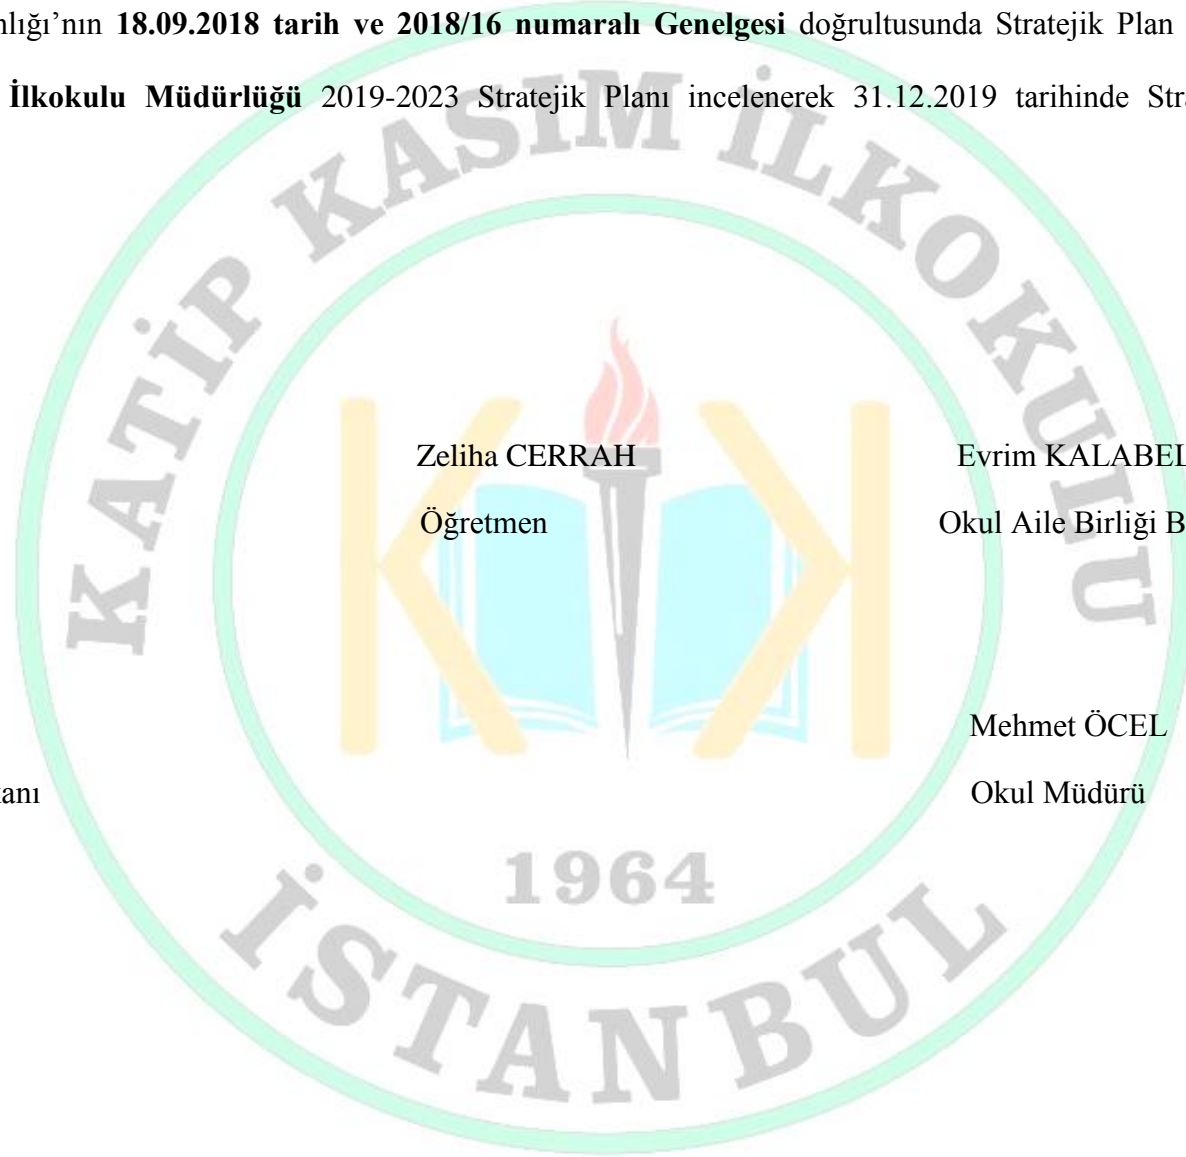 nlığı’nın 18.09.2018 tarih ve 2018/16 numaralı Genelgesi doğrultusunda Stratejik Plan
İlkokulu Müdürlüğü 2019-2023 Stratejik Planı incelenerek 31.12.2019 tarihinde Stra
KATİP KASIM İLKOKULU
Zeliha CERRAH Evrim KALABEL
Öğretmen Okul Aile Birliği B
Mehmet ÖCEL
kanı Okul Müdürü
1964
İSTANBUL